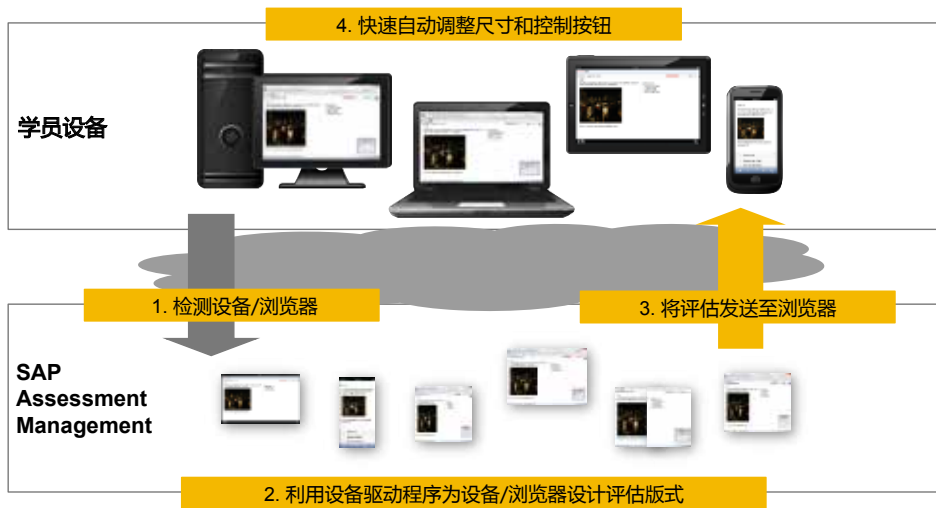 4. 快速自动调整尺寸和控制按钮
学员设备
1. 检测设备/浏览器
3. 将评估发送至浏览器
SAP
Assessment
Management
2. 利用设备驱动程序为设备/浏览器设计评估版式